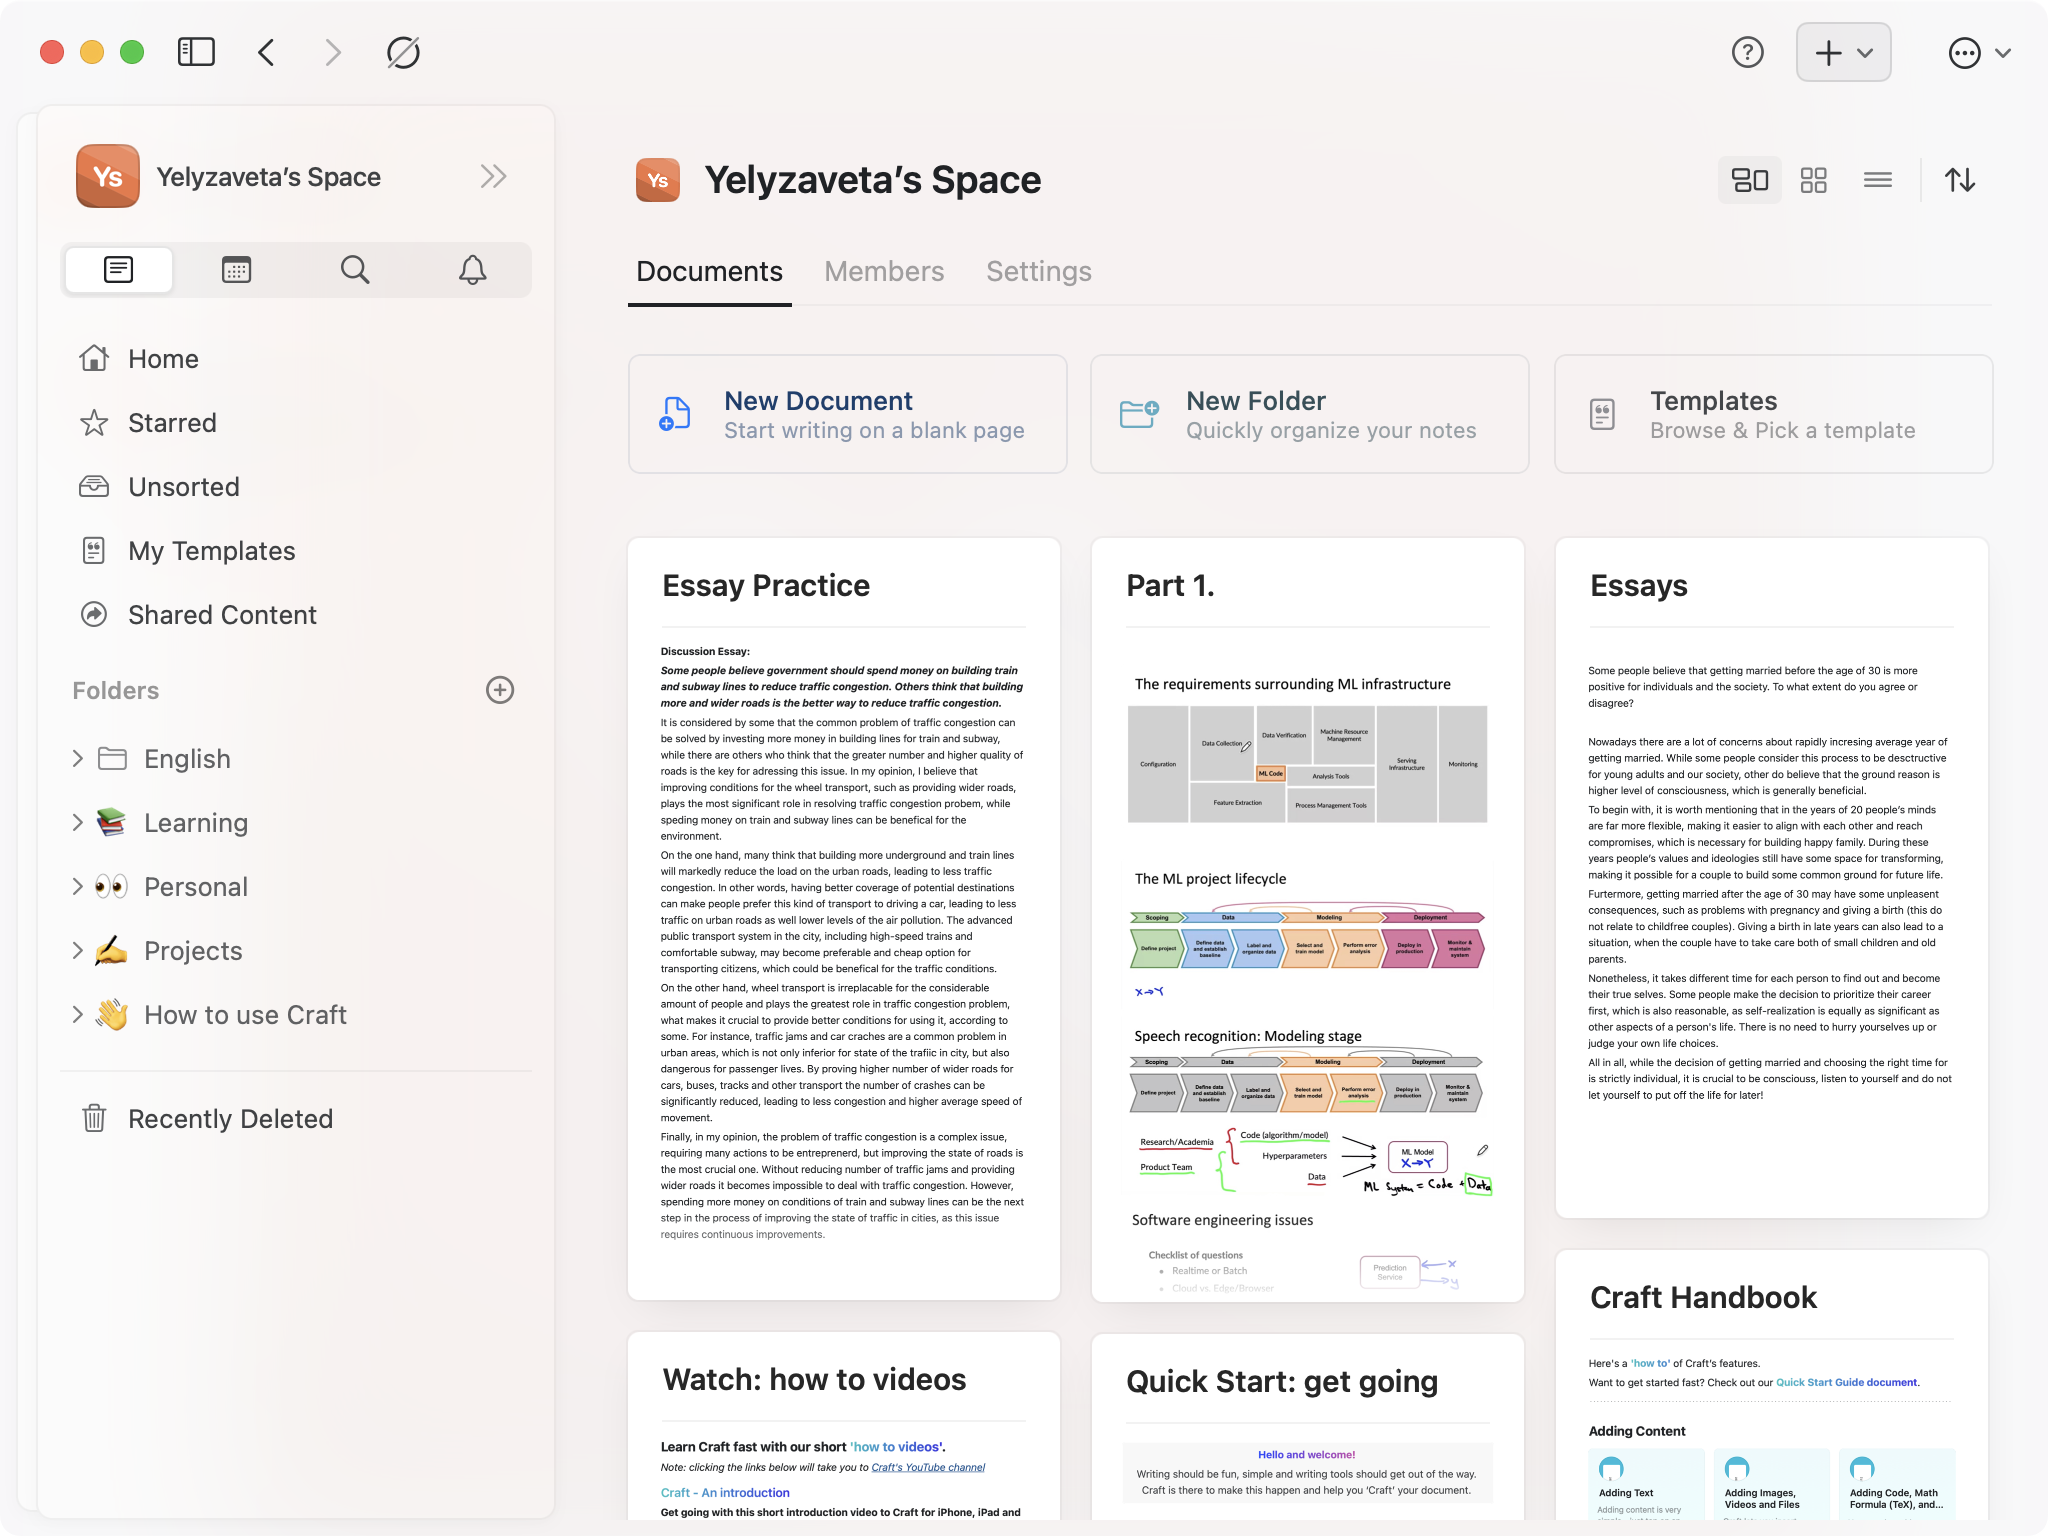 Ys
Yelyzaveta's Space
Home
Starred
Unsorted
My Templates
Shared Content
Folders
English
Learning
Personal
Projects
How to use Craft
Recently Deleted
Ys
Yelyzaveta's Space
Documents
Members
Settings
New Document
Start writing on a blank page
New Folder
Quickly organize your notes
Templates
Browse & Pick a template
Essay Practice
Discussion Essay:
Some people believe government should spend money on building train
and subway lines to reduce traffic congestion. Others think that building
more and wider roads is the better way to reduce traffic congestion.
It is considered by some that the common problem of traffic congestion can
be solved by investing more money in building lines for train and subway,
while there are others who think that the greater number and higher quality of
roads is the key for adressing this issue. In my opinion, I believe that
improving conditions for the wheel transport, such as providing wider roads,
plays the most significant role in resolving traffic congestion probem, while
speding money on train and subway lines can be benefical for the
environment.
On the one hand, many think that building more underground and train lines
will markedly reduce the load on the urban roads, leading to less traffic
congestion. In other words, having better coverage of potential destinations
can make people prefer this kind of transport to driving a car, leading to less
traffic on urban roads as well lower levels of the air pollution. The advanced
public transport system in the city, including high-speed trains and
comfortable subway, may become preferable and cheap option for
transporting citizens, which could be benefical for the traffic conditions.
On the other hand, wheel transport is irreplacable for the considerable
amount of people and plays the greatest role in traffic congestion problem,
what makes it crucial to provide better conditions for using it, according to
some. For instance, traffic jams and car craches are a common problem in
urban areas, which is not only inferior for state of the traffiic in city, but also
dangerous for passenger lives. By proving higher number of wider roads for
cars, buses, tracks and other transport the number of crashes can be
significantly reduced, leading to less congestion and higher average speed of
movement.
Finally, in my opinion, the problem of traffic congestion is a complex issue,
requiring many actions to be entreprenerd, but improving the state of roads is
the most crucial one. Without reducing number of traffic jams and providing
wider roads it becomes impossible to deal with traffic congestion. However,
spending more money on conditions of train and subway lines can be the next
step in the process of improving the state of traffic in cities, as this issue
requires continuous improvements.
Part 1.
The requirements surrounding ML infrastructure
Configuration
Data Collection
Data Verification
Machine Resource
Management
Serving
Infrastructure
Monitoring
ML Code
Analysis Tools
Feature Extraction
Process Management Tools
The ML project lifecycle
Scoping
Data
Modeling
Deployment
Define project
Define data
and establish
baseline
Label and
organize data
Select and
train model
Perform error
analysis
Deploy in
production
Monitor &
maintain
system
X→Y
Speech recognition: Modeling stage
Scoping
Data
Modeling
Deployment
Define project
Define data
and establish
baseline
Label and
organize data
Select and
train model
Perform error
analysis
Deploy in
production
Monitor &
maintain
system
Research/Academia
Product Team
Code (algorithm/model)
Hyperparameters
Data
ML Model
X→Y
ML System = Code + Data
Software engineering issues
Checklist of questions
• Realtime or Batch
• Cloud vs. Edge/Browser
Prediction
Service
x
y
Essays
Some people believe that getting married before the age of 30 is more
positive for individuals and the society. To what extent do you agree or
disagree?
Nowadays there are a lot of concerns about rapidly incresing average year of
getting married. While some people consider this process to be desctructive
for young adults and our society, other do believe that the ground reason is
higher level of consciousness, which is generally beneficial.
To begin with, it is worth mentioning that in the years of 20 people's minds
are far more flexible, making it easier to align with each other and reach
compromises, which is necessary for building happy family. During these
years people's values and ideologies still have some space for transforming,
making it possible for a couple to build some common ground for future life.
Furtermore, getting married after the age of 30 may have some unpleasent
consequences, such as problems with pregnancy and giving a birth (this do
not relate to childfree couples). Giving a birth in late years can also leadd to a
situation, when the couple have to take care both of small children and old
parents.
Nonetheless, it takes different time for each person to find out and become
their true selves. Some people make the decision to prioritize their career
first, which is also reasonable, as self-realization is equally as significant as
other aspects of a person's life. There is no need to hurry yourselves up or
judge your own life choices.
All in all, while the decision of getting married and choosing the right time for
is strictly individual, it is crucial to be consciouss, listen to yourself and do not
let yourself to put off the life for later!
Watch: how to videos
Learn Craft fast with our short 'how to videos'.
Note: clicking the links below will take you to Craft's YouTube channel
Craft - An introduction
Get going with this short introduction video to Craft for iPhone, iPad and
Quick Start: get going
Hello and welcome!
Writing should be fun, simple and writing tools should get out of the way.
Craft is there to make this happen and help you 'Craft' your document.
Craft Handbook
Here's a 'how to' of Craft's features.
Want to get started fast? Check out our Quick Start Guide document.
Adding Content
Adding Text
Adding content is very
Adding Images,
Videos and Files
Adding Code, Math
Formula (TeX), and...